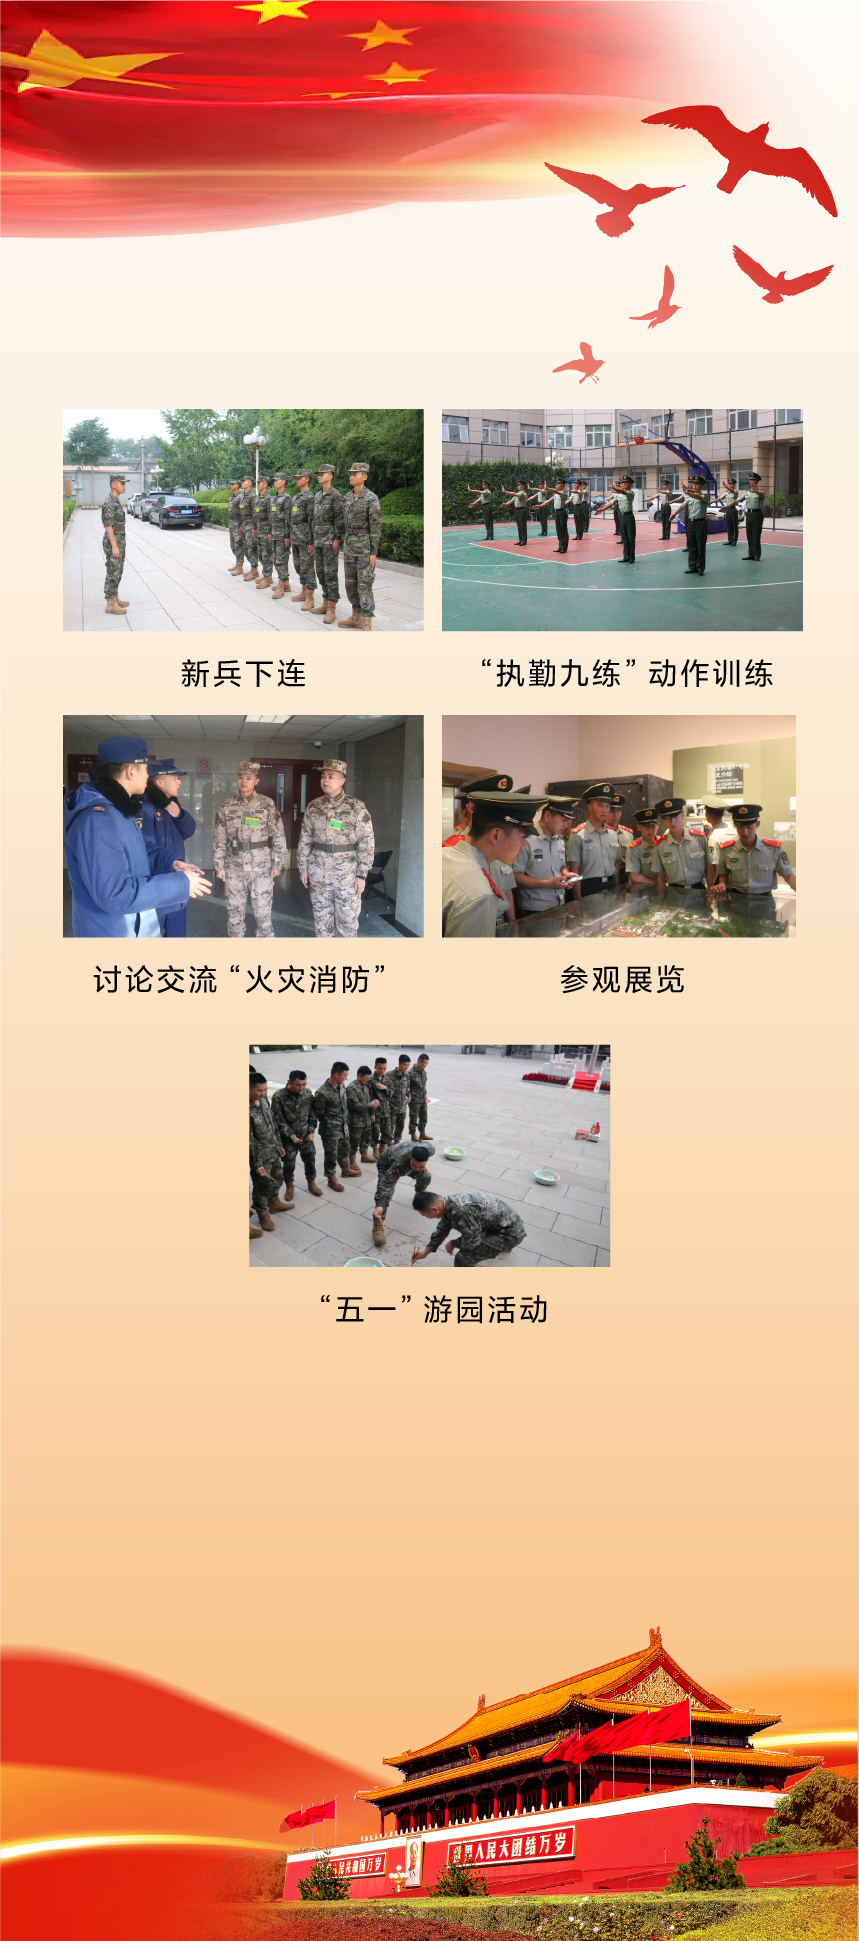 新兵下连
“执勤九练”动作训练
讨论交流“火灾消防”
参观展览
“五一”游园活动
人民共和国万岁
世界人民大团结万岁